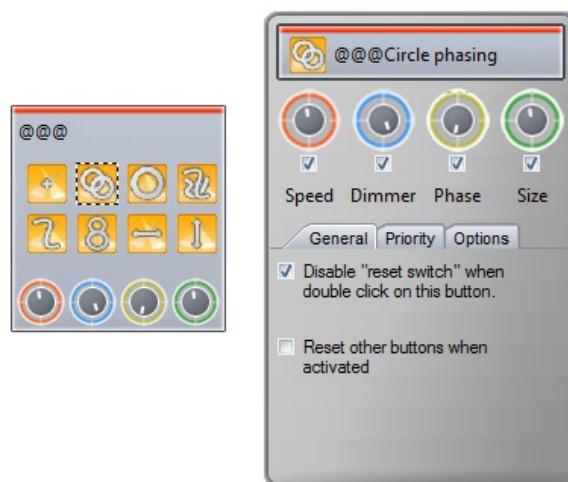 @@@
@@@Circle phasing
Speed Dimmer Phase Size
General Priority Options
Disable "reset switch" when
double click on this button.
Reset other buttons when
activated